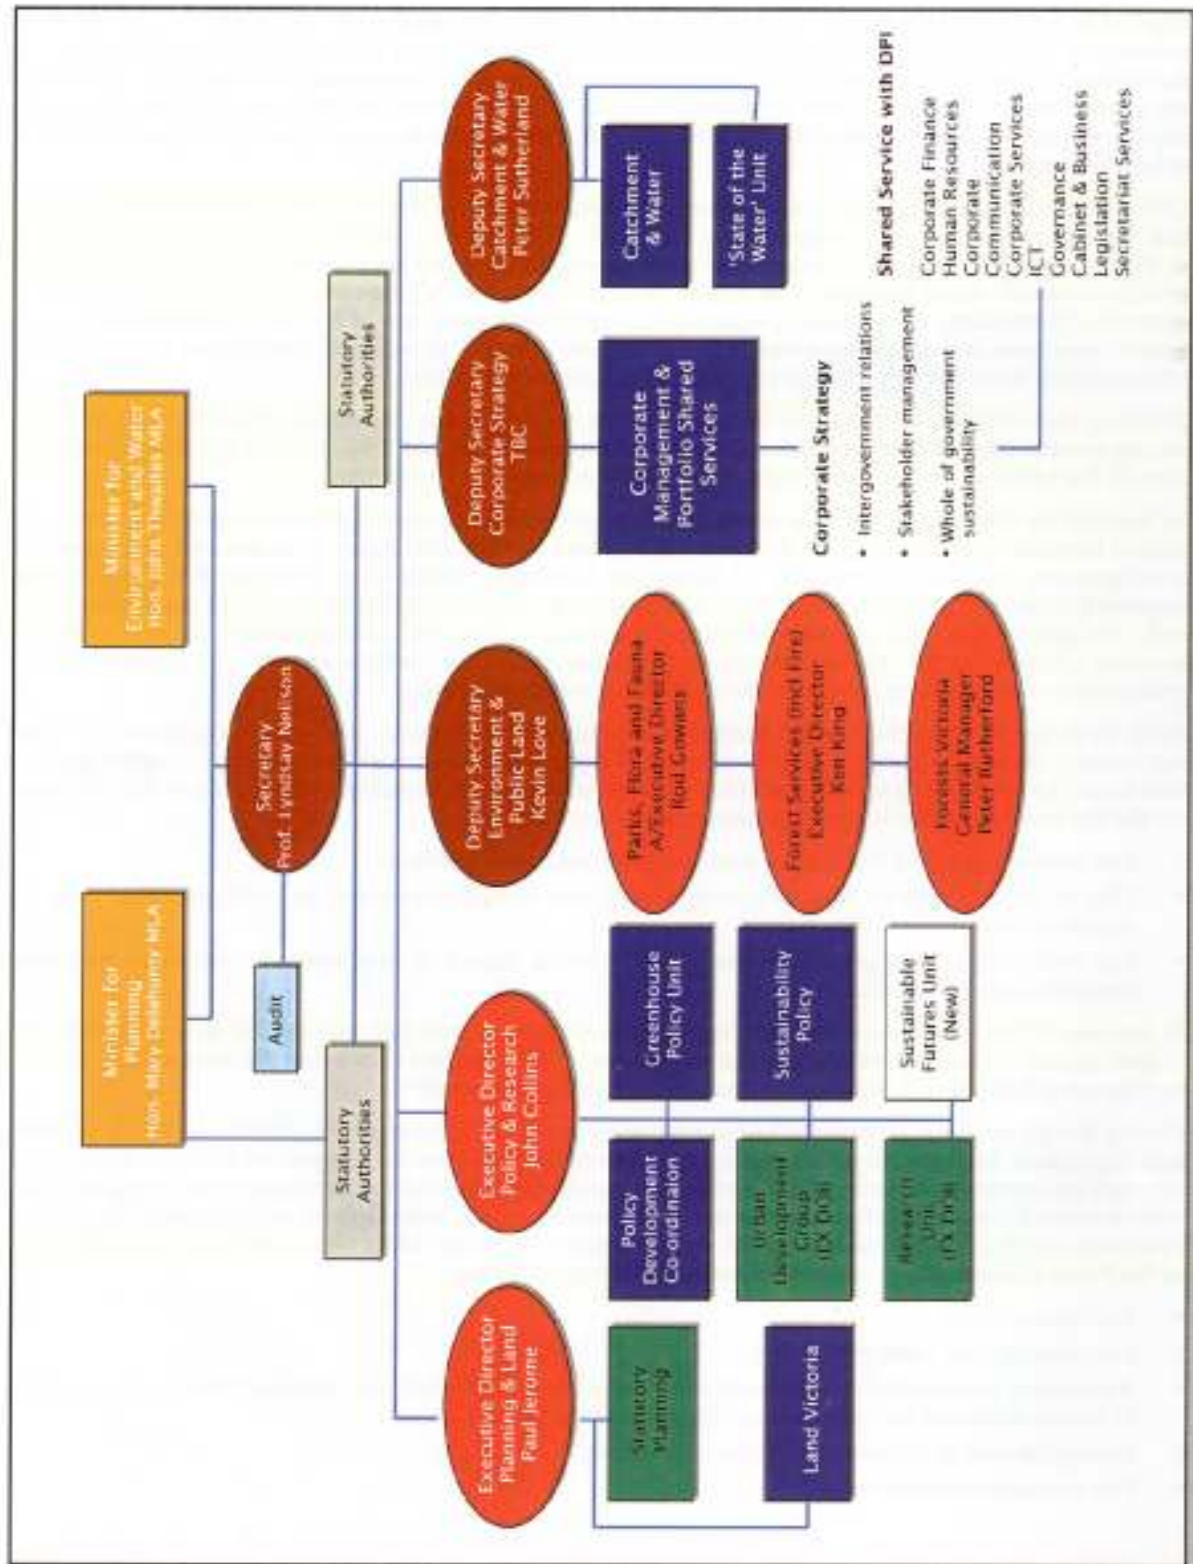 Minister for
Planning
Hon. Mary Delahunty MLA
Minister for
Environment and Water
Hon. John Thwaites MLA
Secretary
Prof. Lyndsay Neilson
Audit
Statutory
Authorities
Statutory
Authorities
Executive Director
Planning & Land
Paul Jerome
Executive Director
Policy & Research
John Collins
Deputy Secretary
Environment &
Public Land
Kevin Love
Deputy Secretary
Corporate Strategy
TBC
Deputy Secretary
Catchment & Water
Peter Sutherland
Statutory
Planning
Land Victoria
Policy
Development
Co-ordinaion
Greenhouse
Policy Unit
Urban
Development
Group
(EX DOI)
Sustainability
Policy
Research
Unit
(EX DOI)
Sustainable
Futures Unit
(New)
Parks, Flora and Fauna
A/Executive Director
Rod Gowans
Forest Services (incl Fire)
Executive Director
Ken King
Forests Victoria
General Manager
Peter Rutherford
Corporate
Management &
Portfolio Shared
Services
Catchment
& Water
'State of the
Water' Unit
Corporate Strategy
• Intergovernment relations
• Stakeholder management
• Whole of government
sustainability
Shared Service with DPI
Corporate Finance
Human Resources
Corporate
Communication
Corporate Services
ICT
Governance
Cabinet & Business
Legislation
Secretariat Services